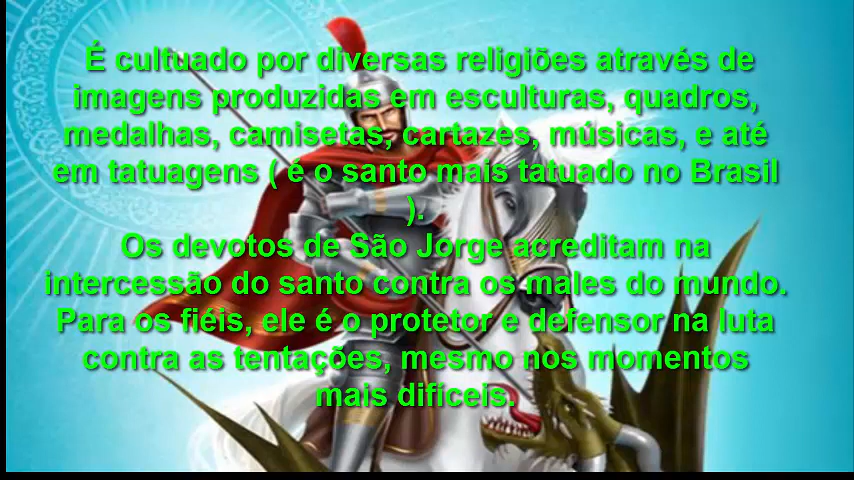 É cultuado por diversas religiões através de
imagens produzidas em esculturas, quadros,
medalhas, camisetas, cartazes, músicas, e até
em tatuagens ( é o santo mais tatuado no Brasil
).
Os devotos de São Jorge acreditam na
intercessão do santo contra os males do mundo.
Para os fiéis, ele é o protetor e defensor na luta
contra as tentações, mesmo nos momentos
mais dificeis.